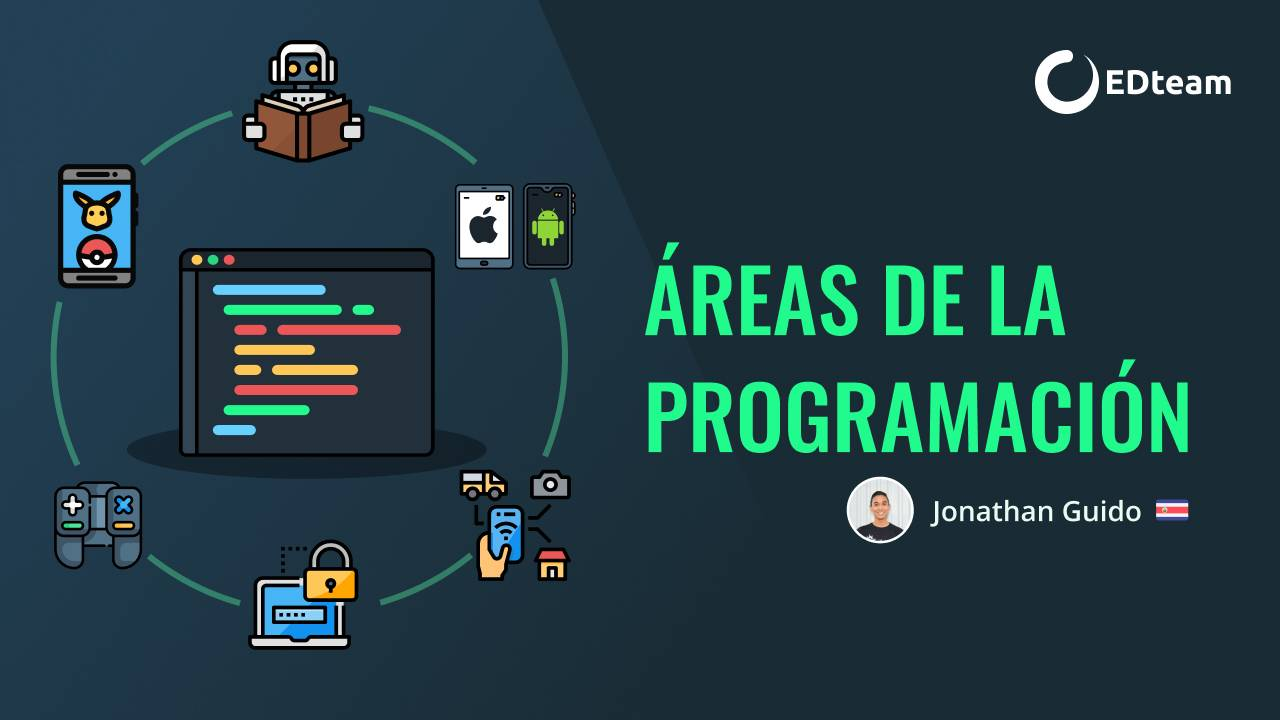 EDteam
ÁREAS DE LA
PROGRAMACIÓN
Jonathan Guido